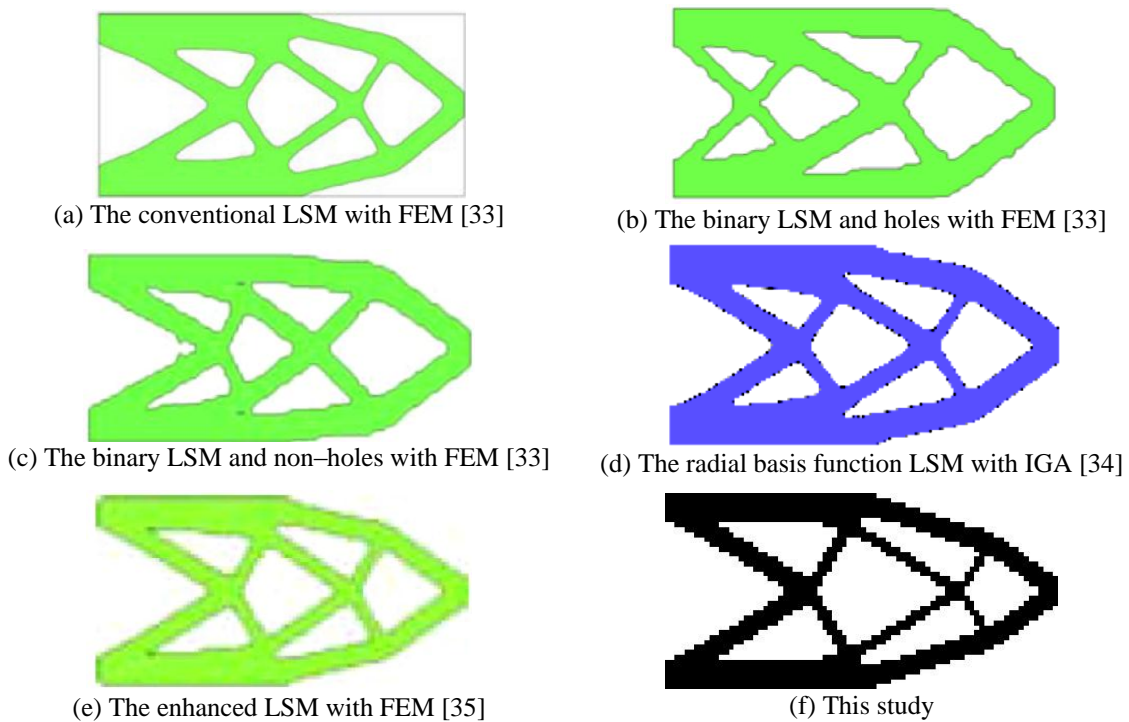 (a) The conventional LSM with FEM [33]
(b) The binary LSM and holes with FEM [33]
(c) The binary LSM and non–holes with FEM [33]
(d) The radial basis function LSM with IGA [34]
(e) The enhanced LSM with FEM [35]
(f) This study